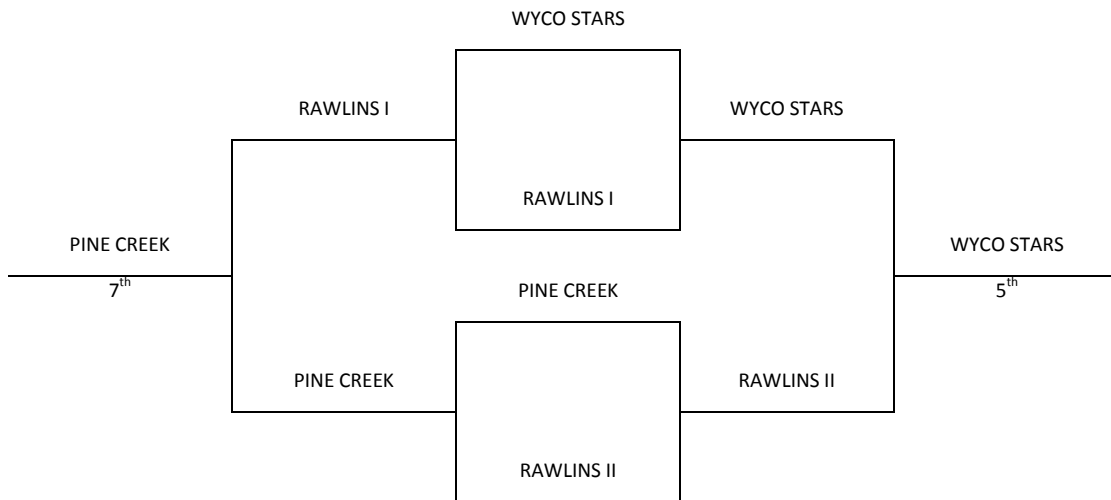 WYCO STARS
RAWLINS I
WYCO STARS
RAWLINS I
PINE CREEK
WYCO STARS
7th
PINE CREEK
5th
PINE CREEK
RAWLINS II
RAWLINS II